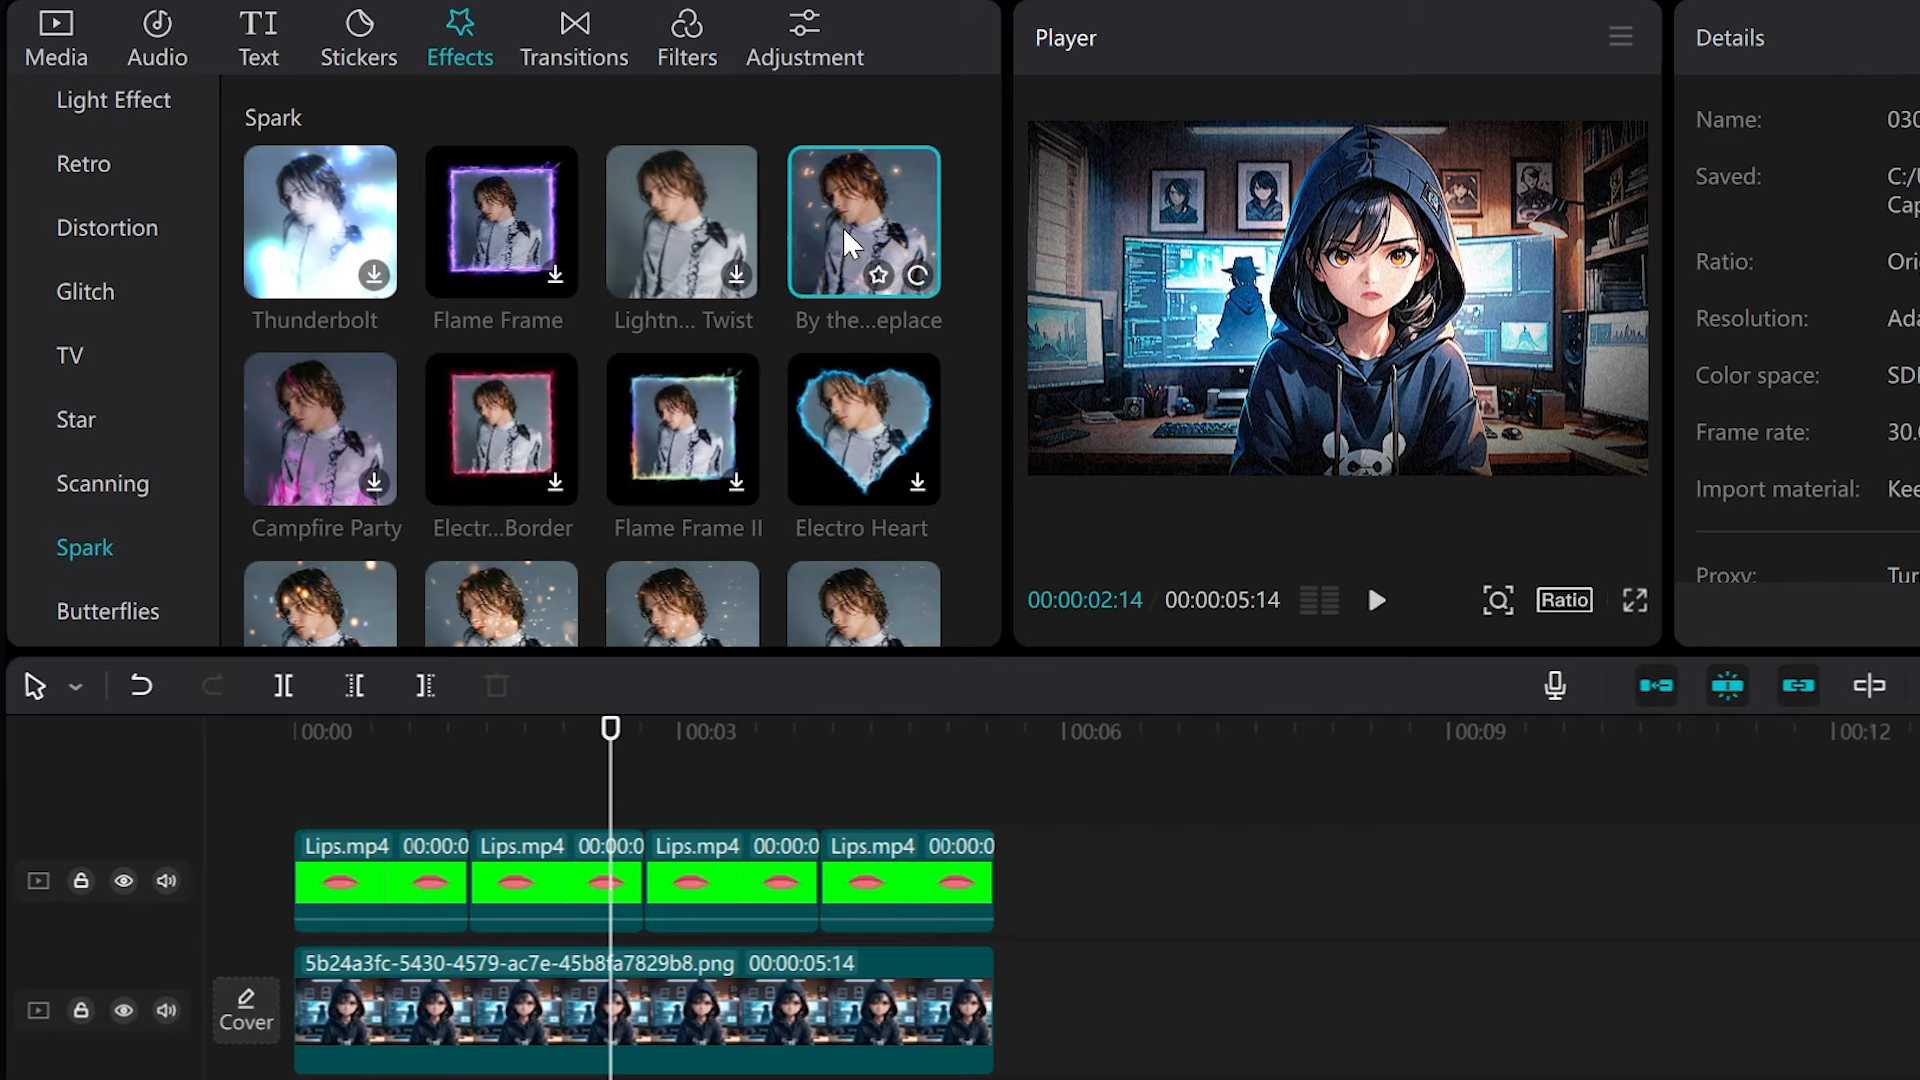 Media
Audio
TI
Text
Stickers
Effects
Transitions
Filters
Adjustment
Light Effect
Retro
Distortion
Glitch
TV
Star
Scanning
Spark
Butterflies
Spark
Thunderbolt
Flame Frame
Lightn... Twist
By the...eplace
Campfire Party
Electr...Border
Flame Frame II
Electro Heart
Player
00:00:02:14 / 00:00:05:14
Ratio
Details
Name: 030
Saved: C:/U
Cap
Ratio: Orig
Resolution: Ada
Color space: SDR
Frame rate: 30.0
Import material: Kee
Proxy: Tur
00:00
00:03
00:06
00:09
00:12
Lips.mp4 00:00:0
Lips.mp4 00:00:0
Lips.mp4 00:00:0
Lips.mp4 00:00:0
5b24a3fc-5430-4579-ac7e-45b8fa7829b8.png 00:00:05:14
Cover